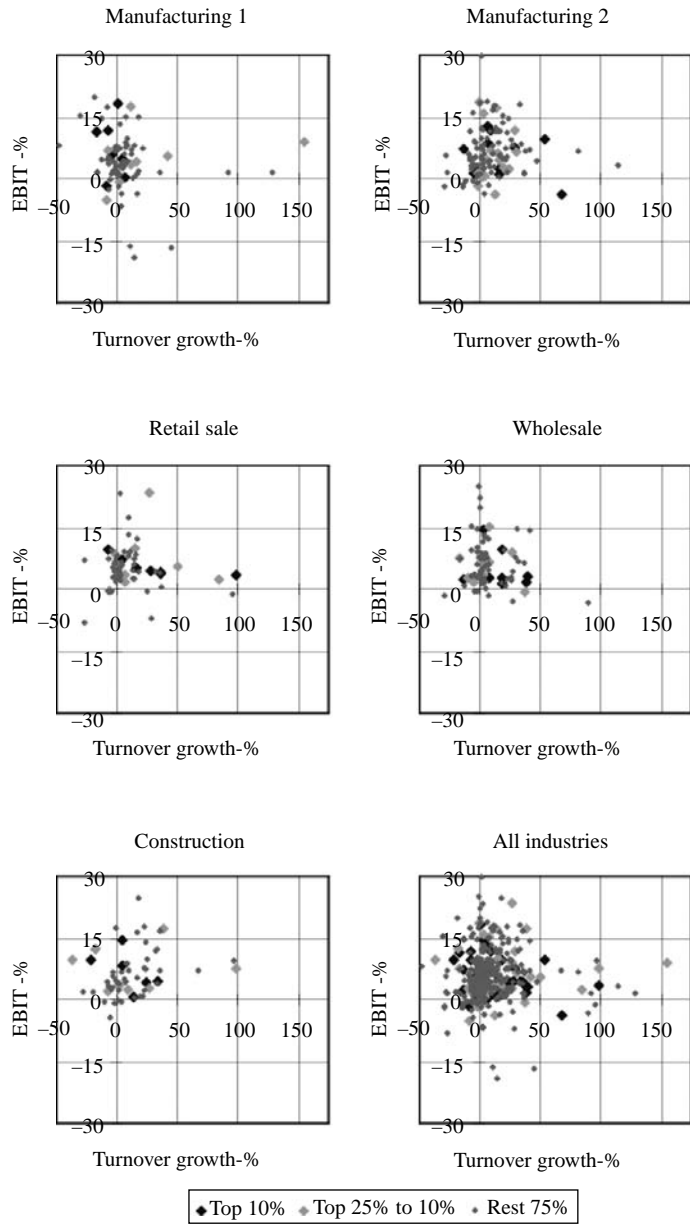 Manufacturing 1
Manufacturing 2
30
15
0
–15
–30
–50 0 50 100 150
EBIT -%
Turnover growth-%
30
15
0
–15
–30
–50 0 50 100 150
EBIT -%
Turnover growth-%
Retail sale
Wholesale
30
15
0
–15
–30
–50 0 50 100 150
EBIT -%
Turnover growth-%
30
15
0
–15
–30
–50 0 50 100 150
EBIT -%
Turnover growth-%
Construction
All industries
30
15
0
–15
–30
–50 0 50 100 150
EBIT -%
Turnover growth-%
30
15
0
–15
–30
–50 0 50 100 150
EBIT -%
Turnover growth-%
Top 10% Top 25% to 10% Rest 75%